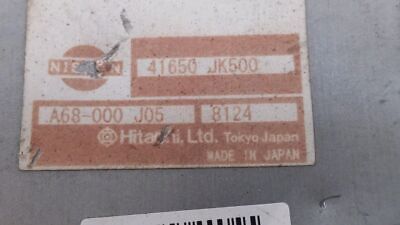 NISSAN
41650 JK500
A68-000 J05
8124
Hitachi, Ltd. Tokyo Japan
MADE IN JAPAN